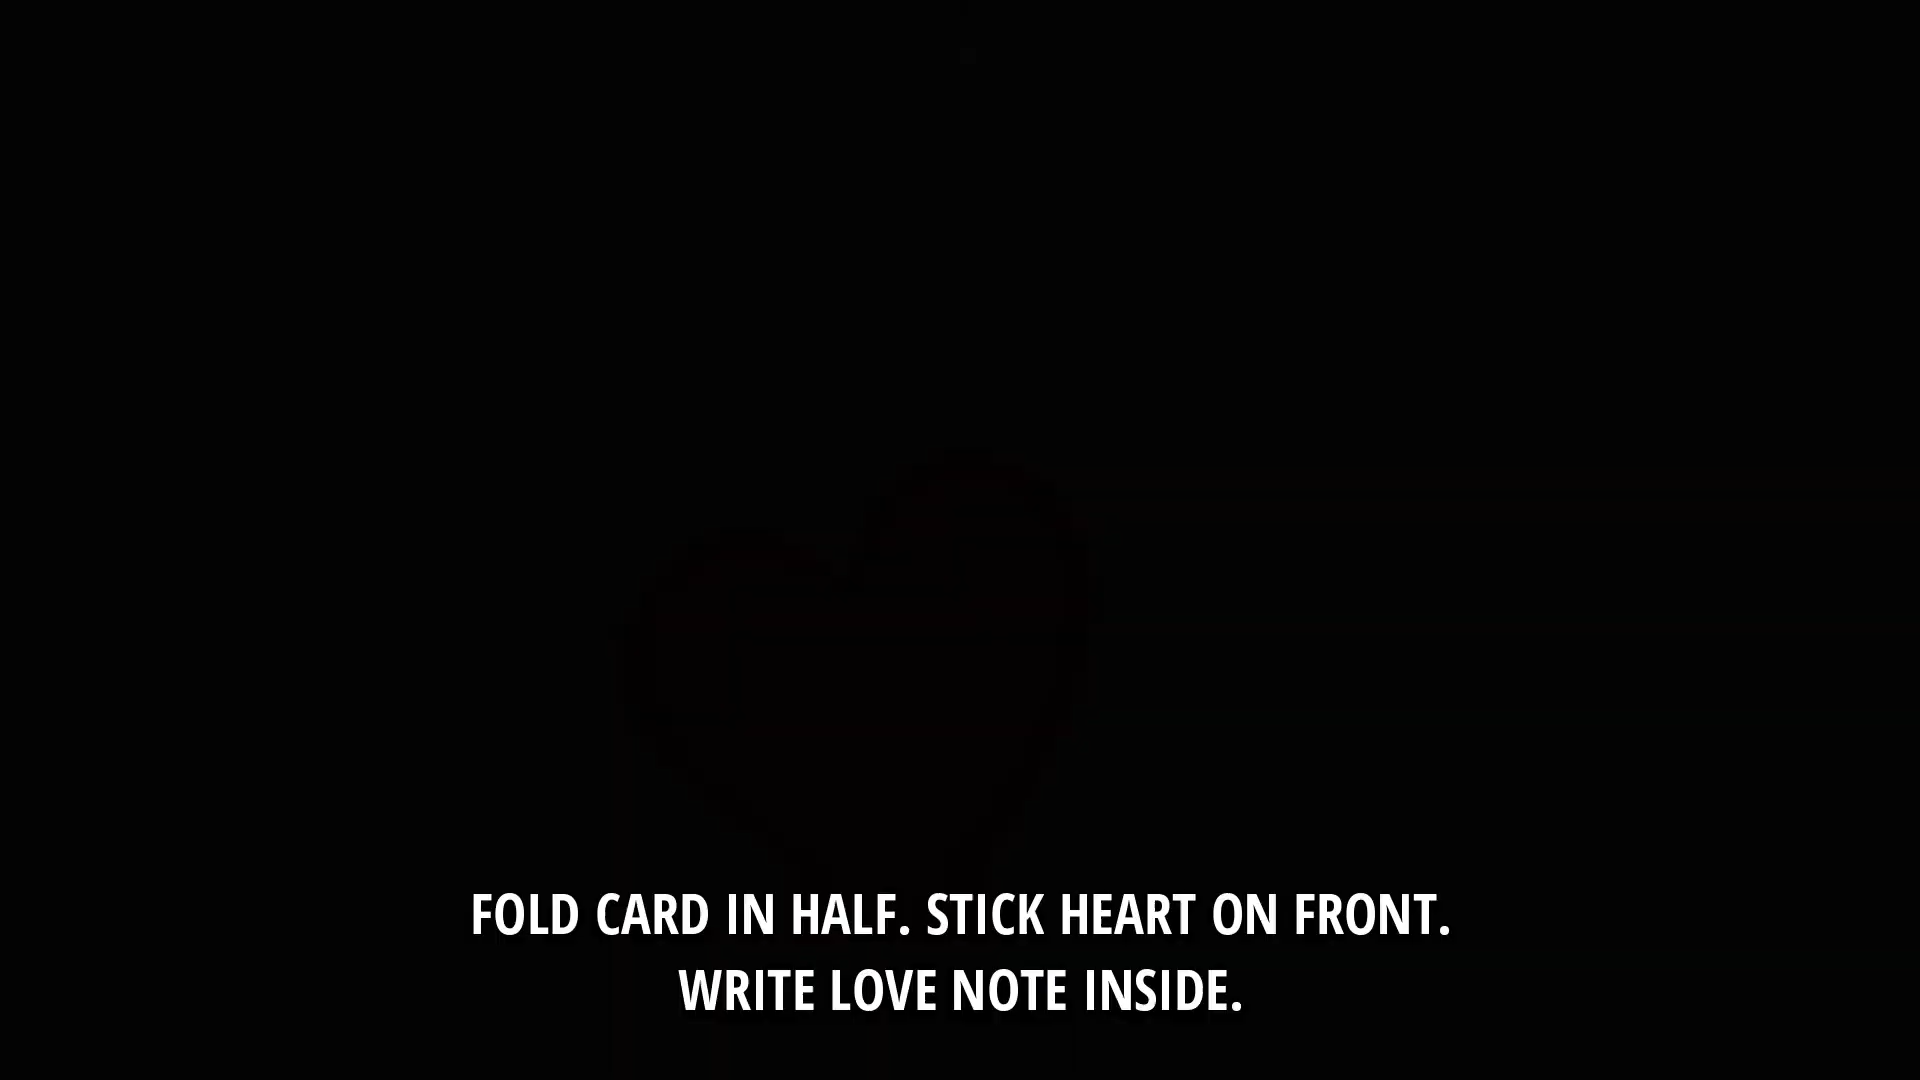 FOLD CARD IN HALF. STICK HEART ON FRONT.
WRITE LOVE NOTE INSIDE.